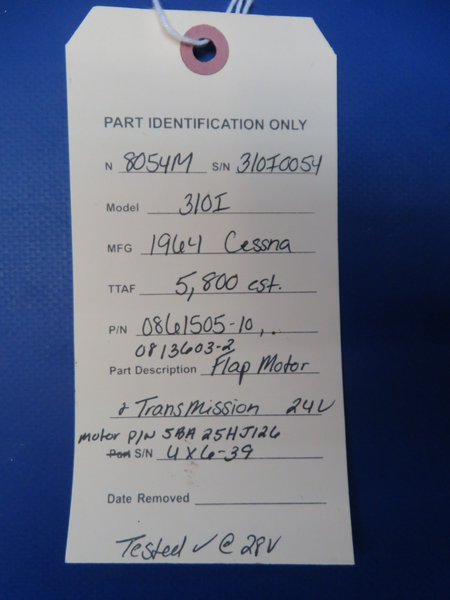 PART IDENTIFICATION ONLY
N 8054M S/N 310I0054
Model 310I
MFG 1964 Cessna
TTAF 5,800 est.
P/N 0861505-10,.
0813603-2
Part Description Flap Motor
& Transmission 24V
motor P/N 5BA25HJ126
Part S/N 4X6-39
Date Removed
Tested ✓ @ 28V